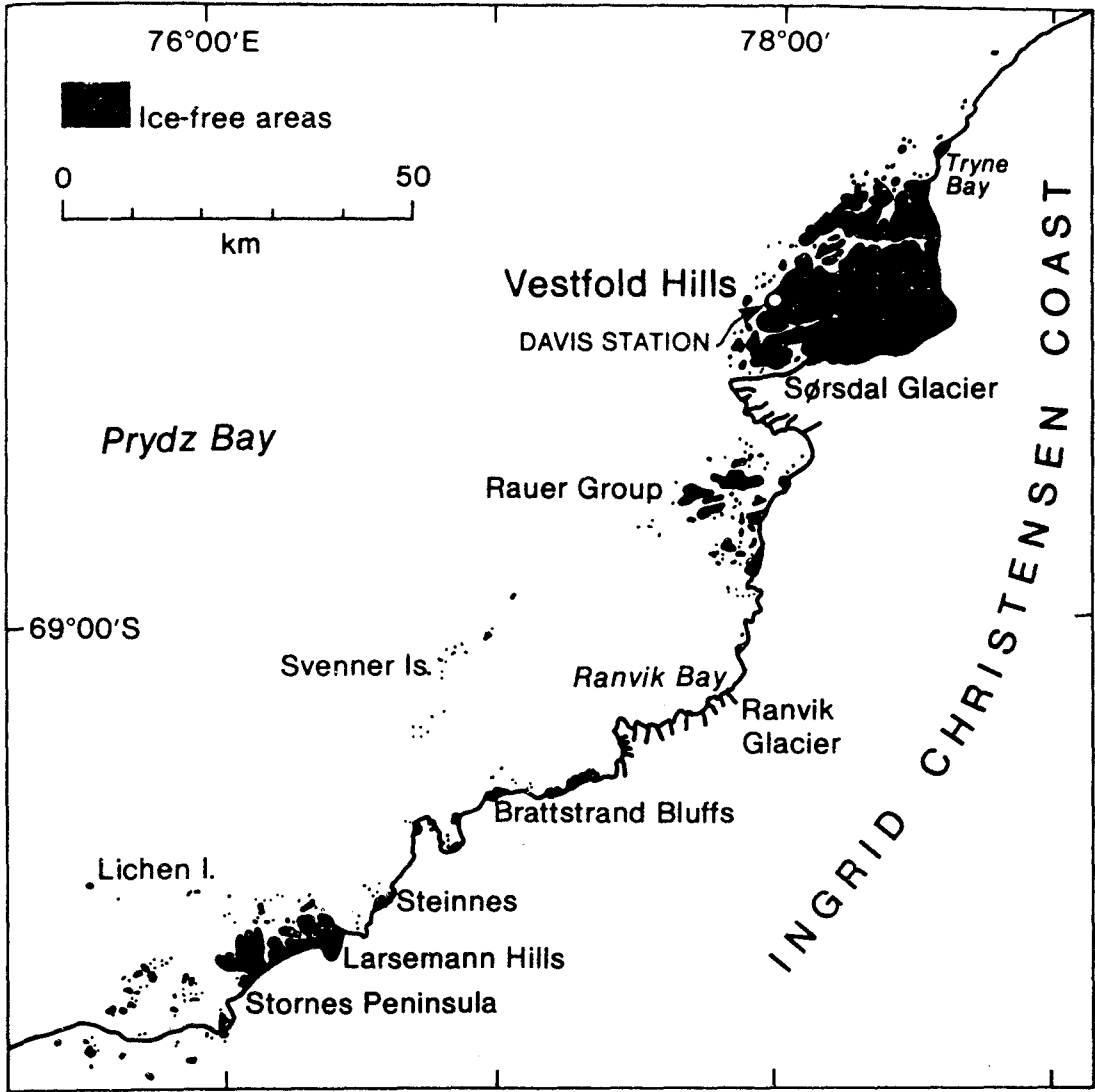 76°00'E
78°00'
Ice-free areas
0 50
km
Tryne
Bay
Vestfold Hills
DAVIS STATION
Sørsdal Glacier
Prydz Bay
Rauer Group
69°00'S
Svenner Is.
Ranvik Bay
Ranvik
Glacier
Brattstrand Bluffs
Lichen I.
Steinnes
Larsemann Hills
Stornes Peninsula
INGRID CHRISTENSEN COAST